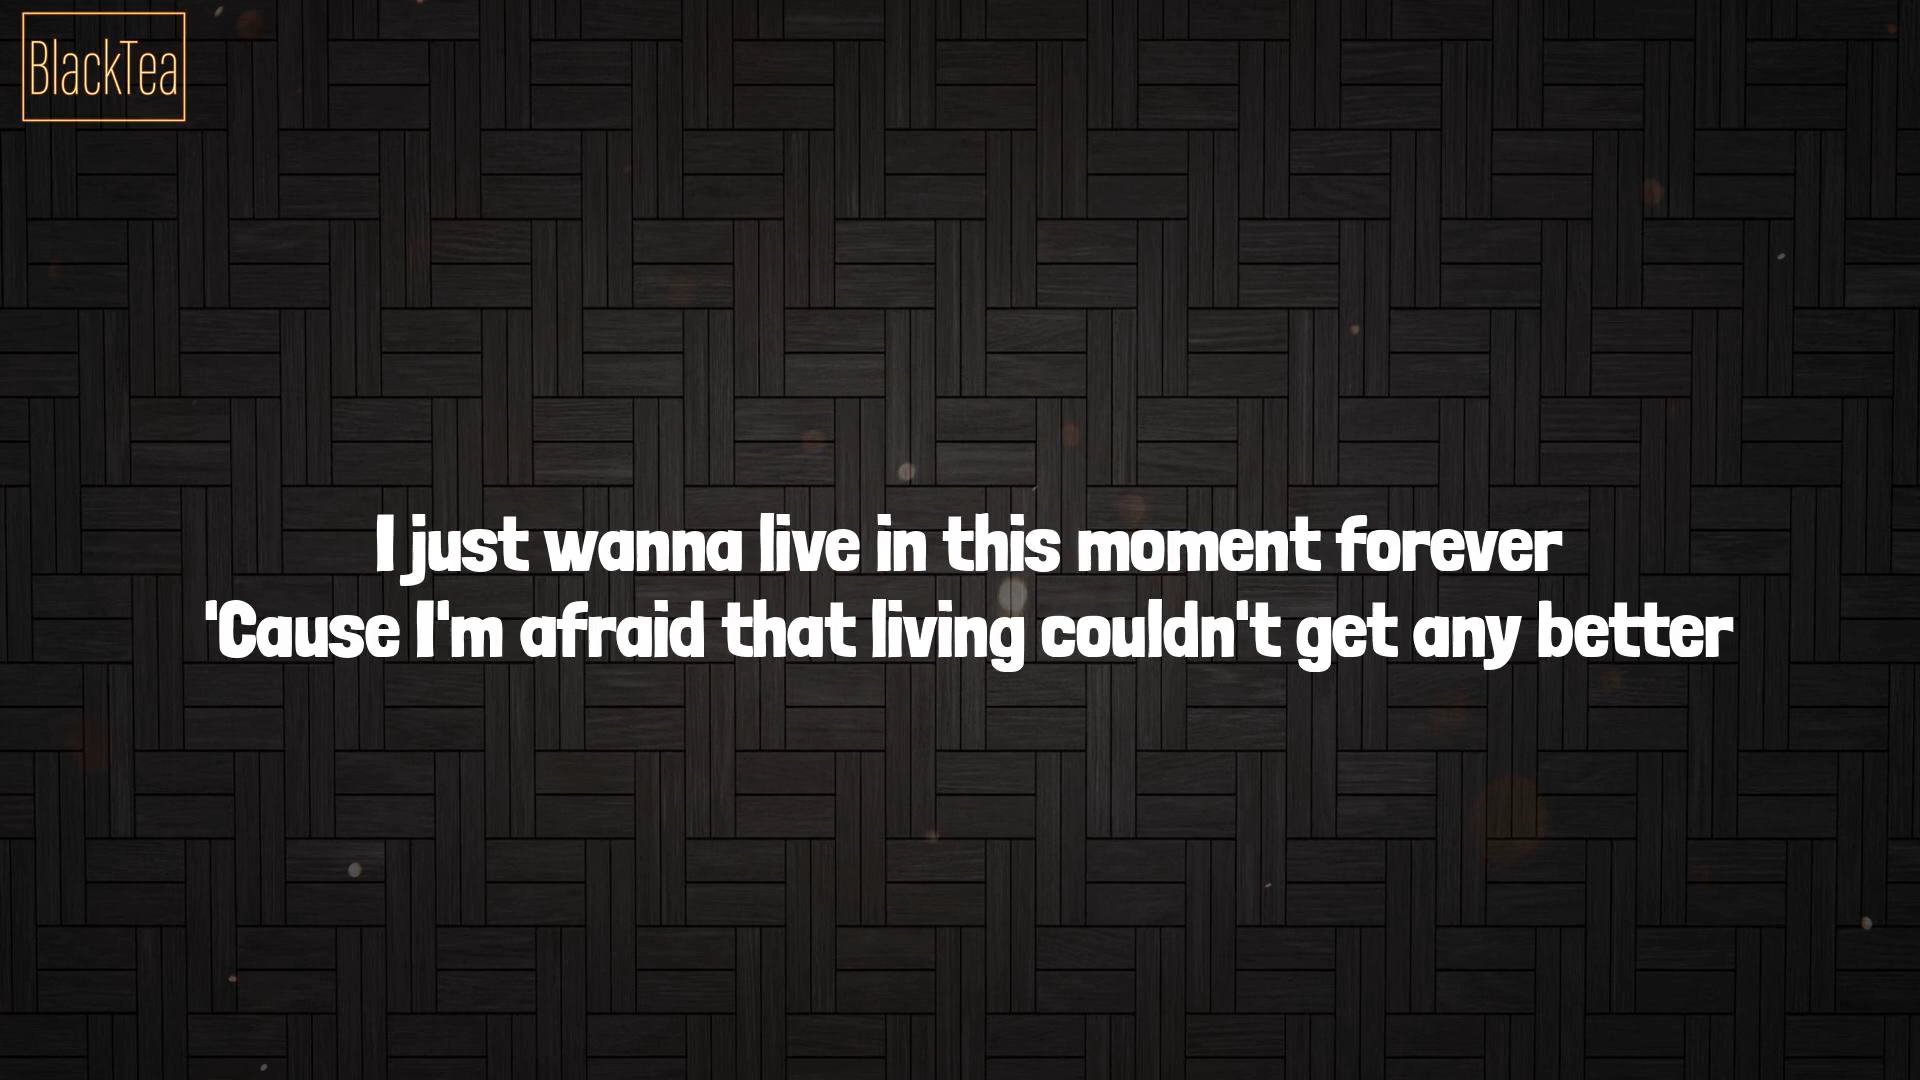 BlackTea
I just wanna live in this moment forever
'Cause I'm afraid that living couldn't get any better